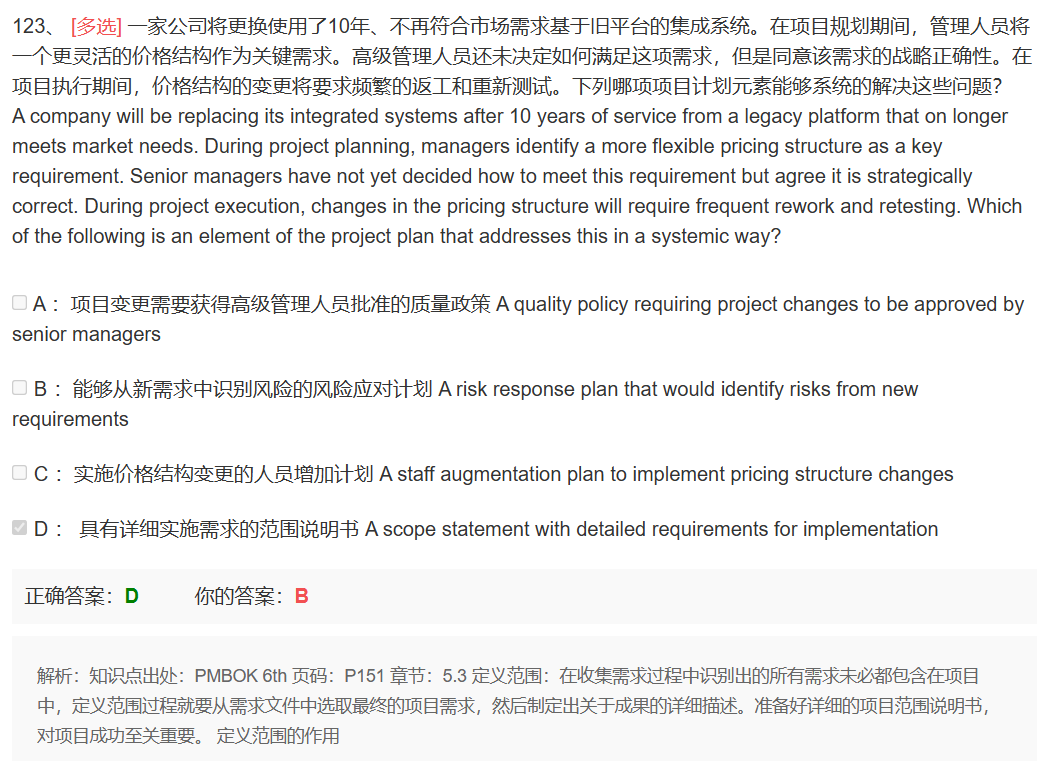 123、 [多选] 一家公司将更换使用了10年、不再符合市场需求基于旧平台的集成系统。在项目规划期间，管理人员将
一个更灵活的价格结构作为关键需求。高级管理人员还未决定如何满足这项需求，但是同意该需求的战略正确性。在
项目执行期间，价格结构的变更将要求频繁的返工和重新测试。下列哪项项目计划元素能够系统的解决这些问题？
A company will be replacing its integrated systems after 10 years of service from a legacy platform that on longer
meets market needs. During project planning, managers identify a more flexible pricing structure as a key
requirement. Senior managers have not yet decided how to meet this requirement but agree it is strategically
correct. During project execution, changes in the pricing structure will require frequent rework and retesting. Which
of the following is an element of the project plan that addresses this in a systemic way?
A： 项目变更需要获得高级管理人员批准的质量政策 A quality policy requiring project changes to be approved by
senior managers
B： 能够从新需求中识别风险的风险应对计划 A risk response plan that would identify risks from new
requirements
C： 实施价格结构变更的人员增加计划 A staff augmentation plan to implement pricing structure changes
D： 具有详细实施需求的范围说明书 A scope statement with detailed requirements for implementation
正确答案：D 你的答案：B
解析：知识点出处：PMBOK 6th 页码：P151 章节：5.3 定义范围：在收集需求过程中识别出的所有需求未必都包含在项目
中，定义范围过程就要从需求文件中选取最终的项目需求，然后制定出关于成果的详细描述。准备好详细的项目范围说明书，
对项目成功至关重要。 定义范围的作用